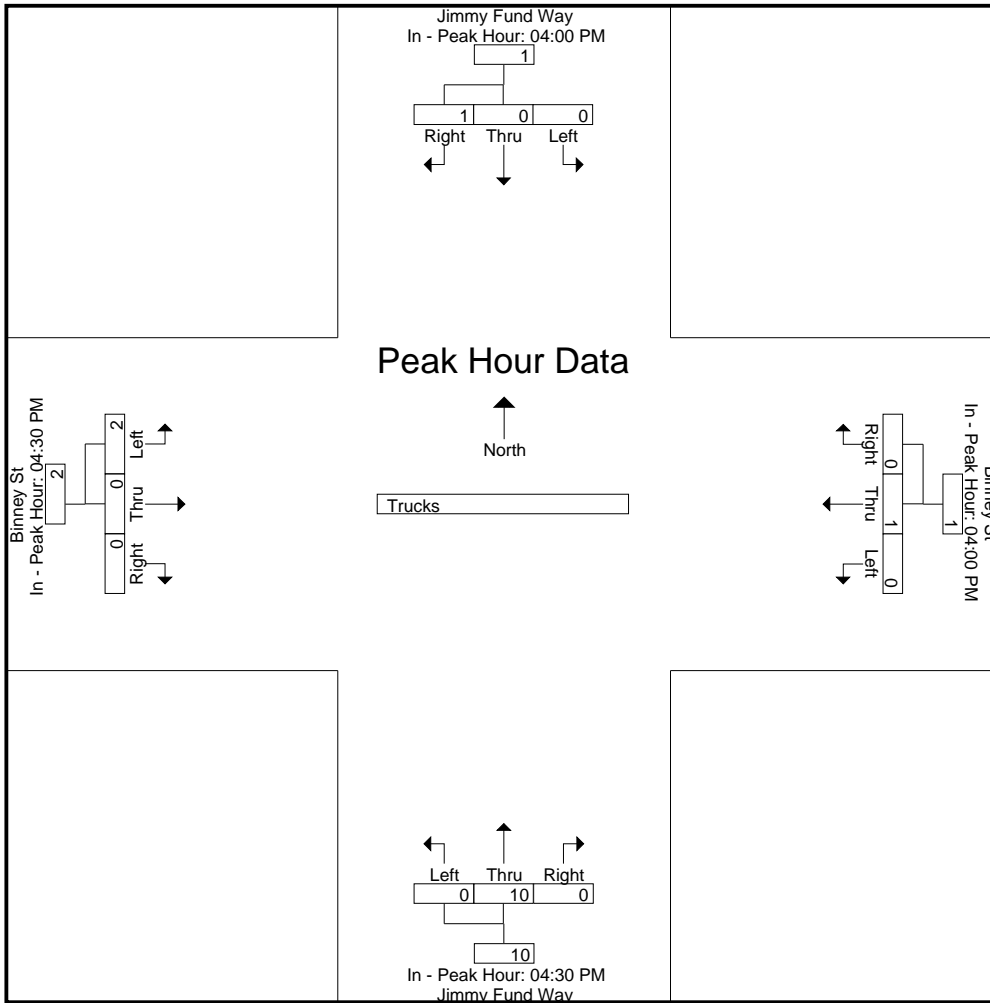 Jimmy Fund Way
In - Peak Hour: 04:00 PM
1
1 0 0
Right Thru Left
Peak Hour Data
North
Trucks
Binney St
In - Peak Hour: 04:30 PM
2
2 0 0
Left Thru Right
Right Thru Left
0 1 0
1
In - Peak Hour: 04:00 PM
Binney St
Left Thru Right
0 10 0
10
In - Peak Hour: 04:30 PM
Jimmy Fund Way